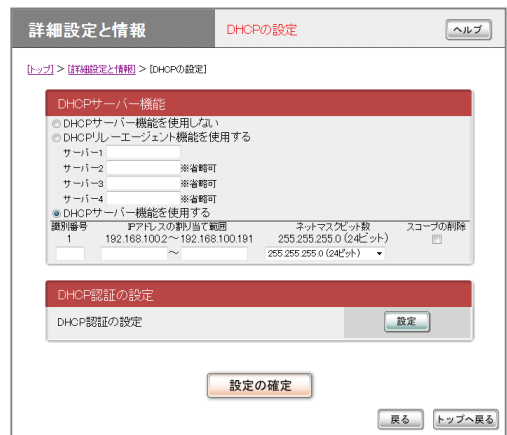 詳細設定と情報 DHCPの設定 ヘルプ
[トップ] > [詳細設定と情報] > [DHCPの設定]
DHCPサーバー機能
DHCPサーバー機能を使用しない
DHCPリレーエージェント機能を使用する
サーバー1
サーバー2 ※省略可
サーバー3 ※省略可
サーバー4 ※省略可
DHCPサーバー機能を使用する
識別番号 IPアドレスの割り当て範囲 ネットマスクビット数 スコープの削除
1 192.168.100.2～192.168.100.191 255.255.255.0 (24ビット)
～ 255.255.255.0 (24ビット)
DHCP認証の設定
DHCP認証の設定 設定
設定の確定
戻る トップへ戻る